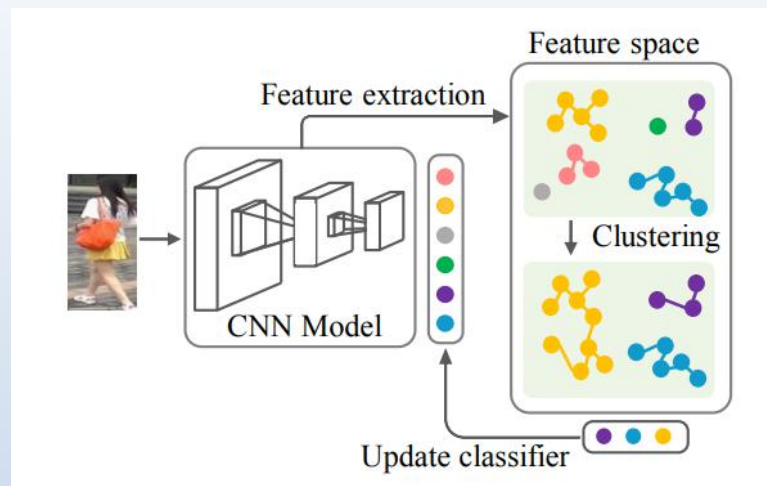 Feature space
Feature extraction
Clustering
CNN Model
Update classifier